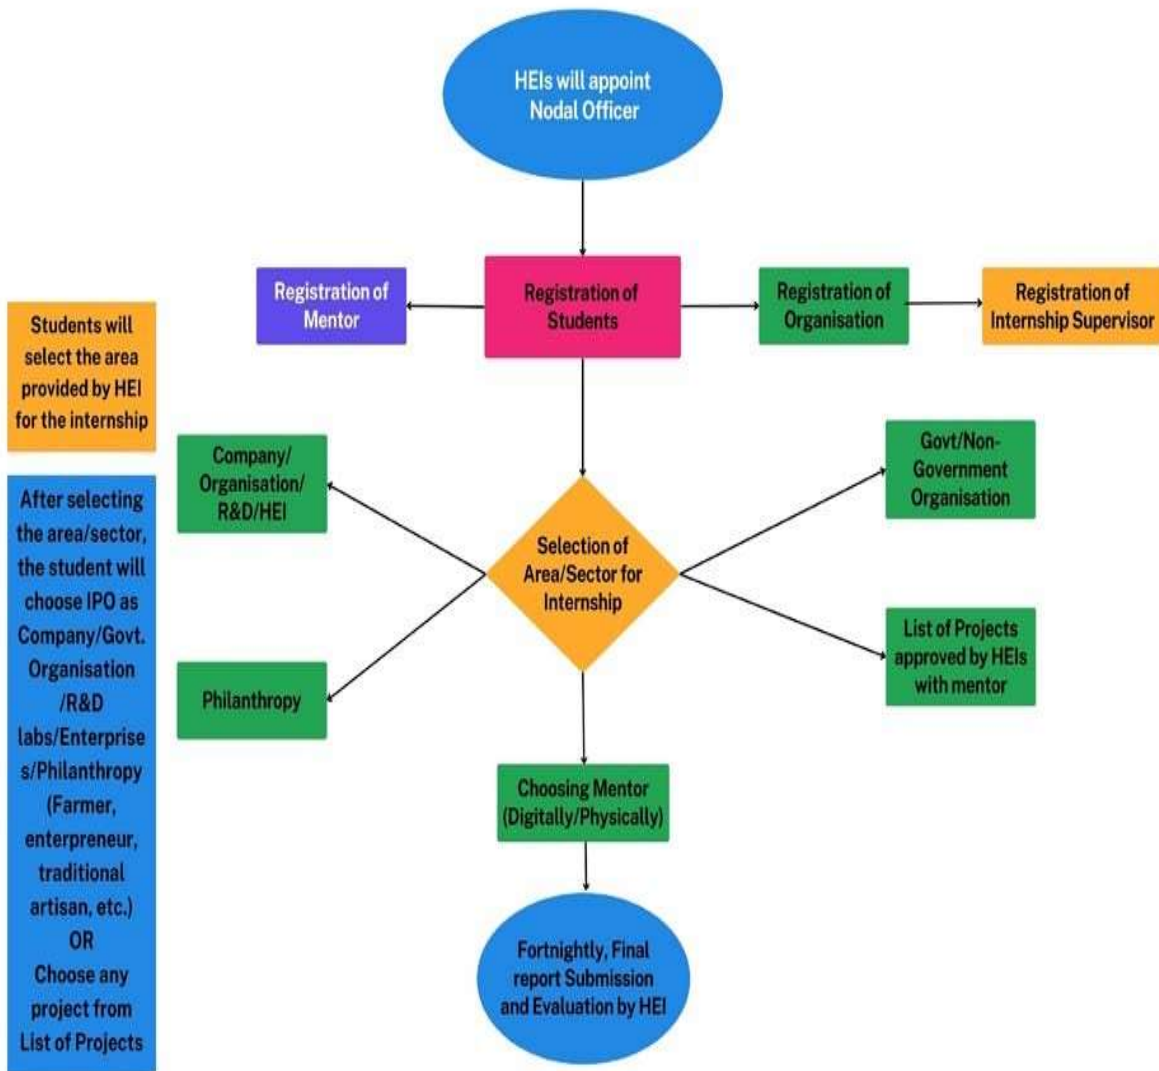 HEIs will appoint
Nodal Officer
Registration of
Mentor
Registration of
Students
Registration of
Organisation
Registration of
Internship Supervisor
Students will
select the area
provided by HEI
for the internship
Company/
Organisation/
R&D/HEI
Govt/Non-
Government
Organisation
Selection of
Area/Sector for
Internship
Philanthropy
List of Projects
approved by HEIs
with mentor
After selecting
the area/sector,
the student will
choose IPO as
Company/Govt.
Organisation
/R&D
labs/Enterprise
s/Philanthropy
(Farmer,
enterpreneur,
traditional
artisan, etc.)
OR
Choose any
project from
List of Projects
Choosing Mentor
(Digitally/Physically)
Fortnightly, Final
report Submission
and Evaluation by HEI